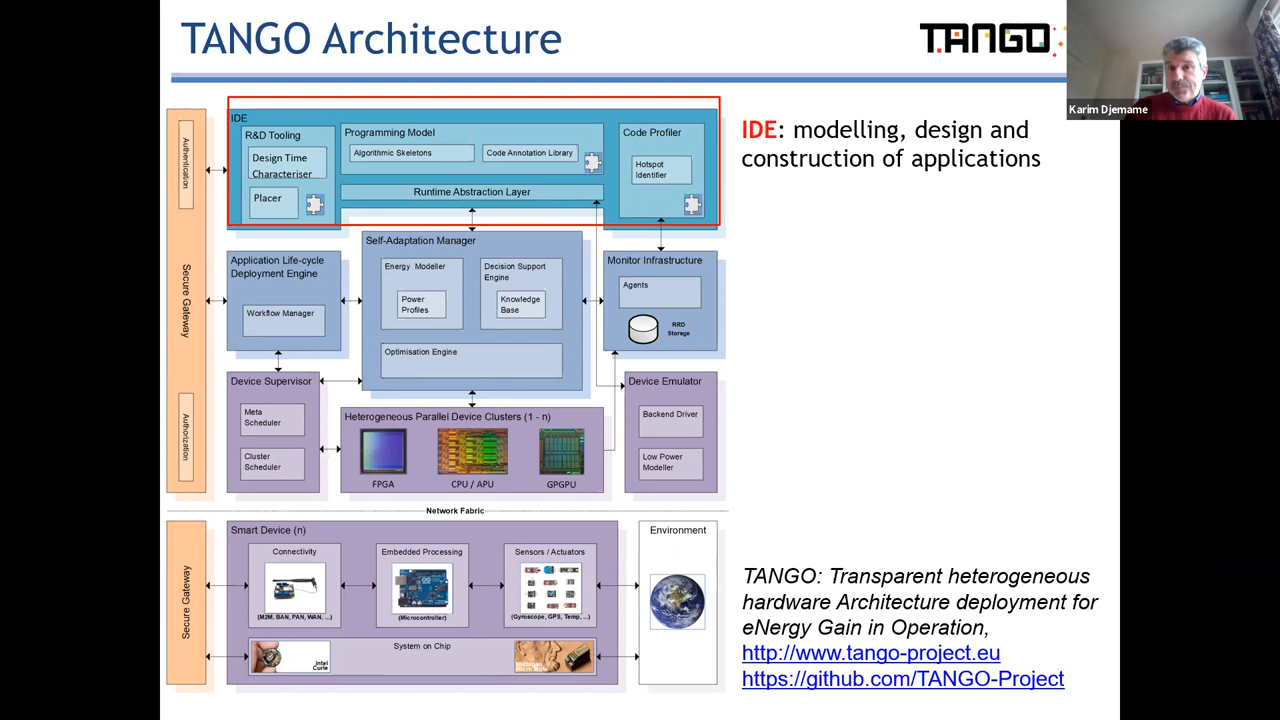 TANGO Architecture
TANGO
Karim Djemame
IDE: modelling, design and
construction of applications
IDE
R&D Tooling
Design Time
Characteriser
Placer
Programming Model
Algorithmic Skeletons
Code Annotation Library
Runtime Abstraction Layer
Code Profiler
Hotspot
Identifier
Authentication
Secure Gateway
Authorization
Application Life-cycle
Deployment Engine
Workflow Manager
Self-Adaptation Manager
Energy Modeller
Power
Profiles
Decision Support
Engine
Knowledge
Base
Optimisation Engine
Monitor Infrastructure
Agents
RRD
Storage
Device Supervisor
Meta
Scheduler
Cluster
Scheduler
Heterogeneous Parallel Device Clusters (1 - n)
FPGA
CPU / APU
GPGPU
Device Emulator
Backend Driver
Low Power
Modeller
Network Fabric
Secure Gateway
Smart Device (n)
Connectivity
(M2M, BAN, PAN, WAN, ...)
Embedded Processing
(Microcontroller)
Sensors / Actuators
(Gyroscope, GPS, Temp, ...)
System on Chip
Intel
Curie
Environment
TANGO: Transparent heterogeneous
hardware Architecture deployment for
eNergy Gain in Operation,
http://www.tango-project.eu
https://github.com/TANGO-Project